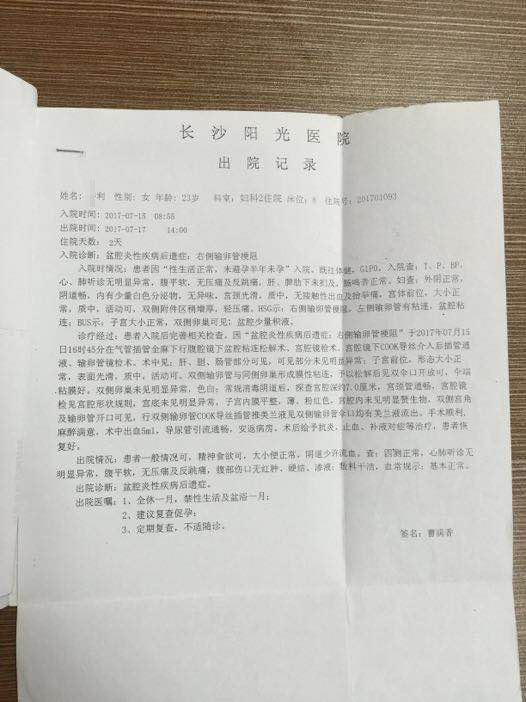 长沙阳光医院
出院记录
姓名： 利 性别：女 年龄：23岁 科室：妇科2住院 床位：8 住院号：201701093
入院时间：2017-07-15 08:55
出院时间：2017-07-17 14:00
住院天数： 2天
入院诊断：盆腔炎性疾病后遗症；右侧输卵管梗阻
入院时情况：患者因“性生活正常，未避孕半年未孕”入院。既往体健，G1P0。入院查：T、P、BP、
心、肺听诊无明显异常，腹平软，无压痛及反跳痛，肝、脾肋下未扪及，肠鸣音正常。妇查：外阴正常，
阴道畅，内有少量白色分泌物，无异味，宫颈光滑，质中，无接触性出血及抬举痛，宫体前位，大小正
常，质中，活动可，双侧附件区稍增厚，轻压痛。HSG示：右侧输卵管梗阻，左侧输卵管有粘连，盆腔粘
连，BUS示：子宫大小正常，双侧卵巢可见；盆腔少量积液。
诊疗经过：患者入院后完善相关检查，因“盆腔炎性疾病后遗症；右侧输卵管梗阻”于2017年07月15
日16时45分在气管插管全麻下行腹腔镜下盆腔粘连松解术、宫腔镜检术、宫腔镜下COOK导丝介入后插管通
液、输卵管镜检术。术中见：肝、胆、肠管部分可见，可见部分未见明显异常；子宫前位，形态大小正
常，表面光滑，质中，活动可、双侧输卵管与同侧卵巢形成膜性粘连，予以松解后见双伞口开放可，
粘膜好。双侧卵巢未见明显异常，色白；常规消毒阴道后，探查宫腔深约7.0厘米，宫颈管通畅，宫腔镜
检见宫腔形状规则，宫底未见明显异常，子宫内膜平整，薄，粉红色，宫腔内未见明显赘生物，双侧宫角
及输卵管开口可见，行双侧输卵管COOK导丝插管推美兰液见双侧输卵管伞口均有美兰液流出。手术顺利，
麻醉满意，术中出血5ml，导尿管引流通畅，安返病房，术后给予抗炎、止血、补液对症等治疗，患者恢
复好。
出院情况：患者一般情况可，精神食欲可，大小便正常，阴道少许流血，查：四测正常，心肺听诊无
明显异常，腹平软，无压痛及反跳痛，腹部伤口无红肿、硬结、渗液；敷料干洁，血常规示：基本正常。
出院诊断：盆腔炎性疾病后遗症。
出院医嘱：1、全休一月，禁性生活及盆浴一月；
2、建议复查促孕；
3、定期复查，不适随诊。
签名：曹满香